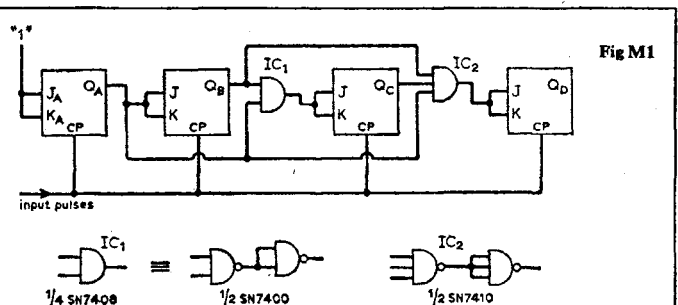 "1"
Fig M1
IC1
IC2
JA
QA
J
QB
J
QC
J
QD
KA
K
K
K
CP
CP
CP
CP
input pulses
IC1
IC2
1/4 SN7408
1/2 SN7400
1/2 SN7410